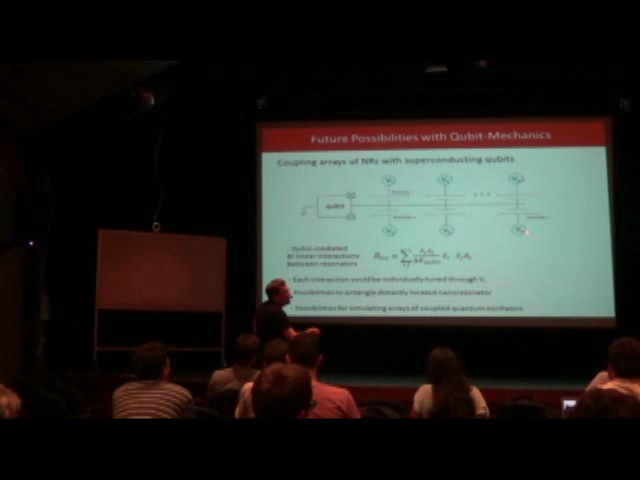 Future Possibilities with Qubit-Mechanics
Coupling arrays of NRs with superconducting qubits
qubit
- Qubit-mediated
Bi-linear interactions
Between resonators
- Each interaction could be individually tuned through V
- Possibilities to entangle distantly located nanoresonator
- Possibilities for simulating arrays of coupled quantum oscillators